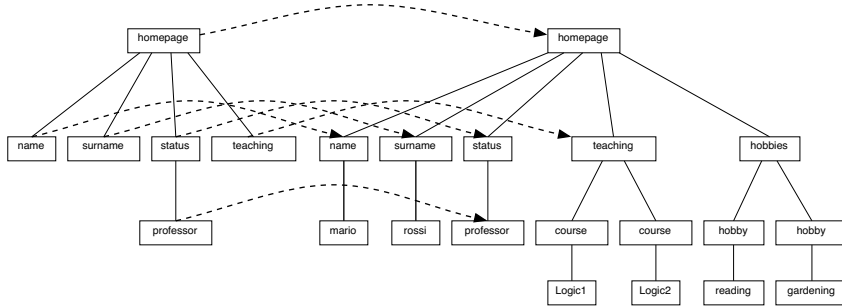 homepage homepage
name surname status teaching name surname status teaching hobbies
professor mario rossi professor course course hobby hobby
Logic1 Logic2 reading gardening